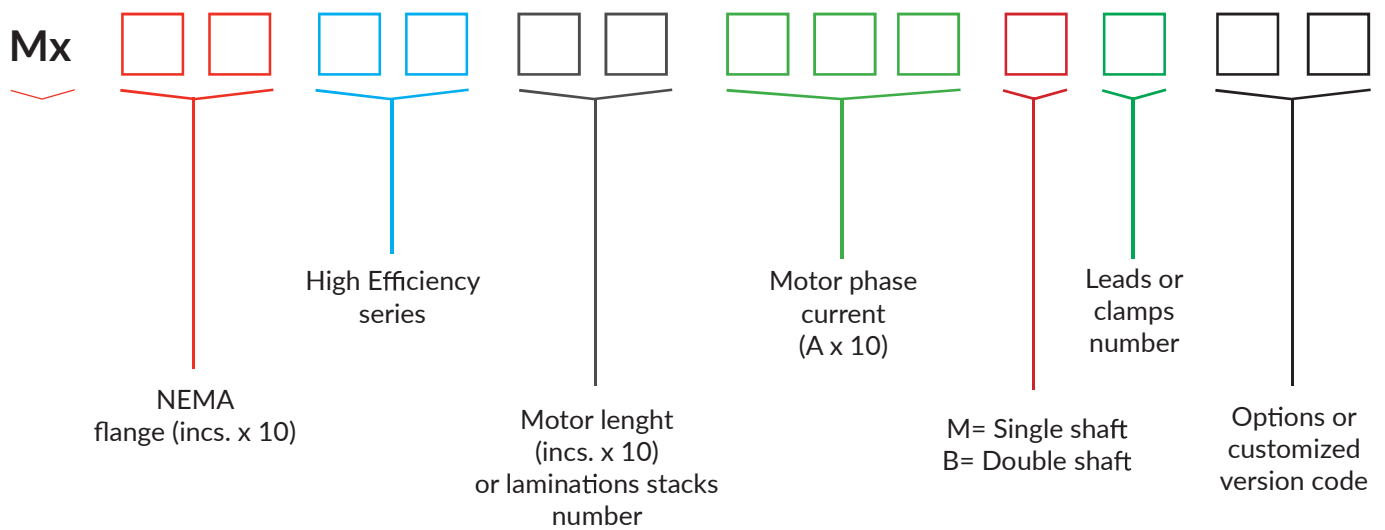 Mx
High Efficiency
series
Motor phase
current
(A x 10)
Leads or
clamps
number
NEMA
flange (incs. x 10)
Motor lenght
(incs. x 10)
or laminations stacks
number
M= Single shaft
B= Double shaft
Options or
customized
version code